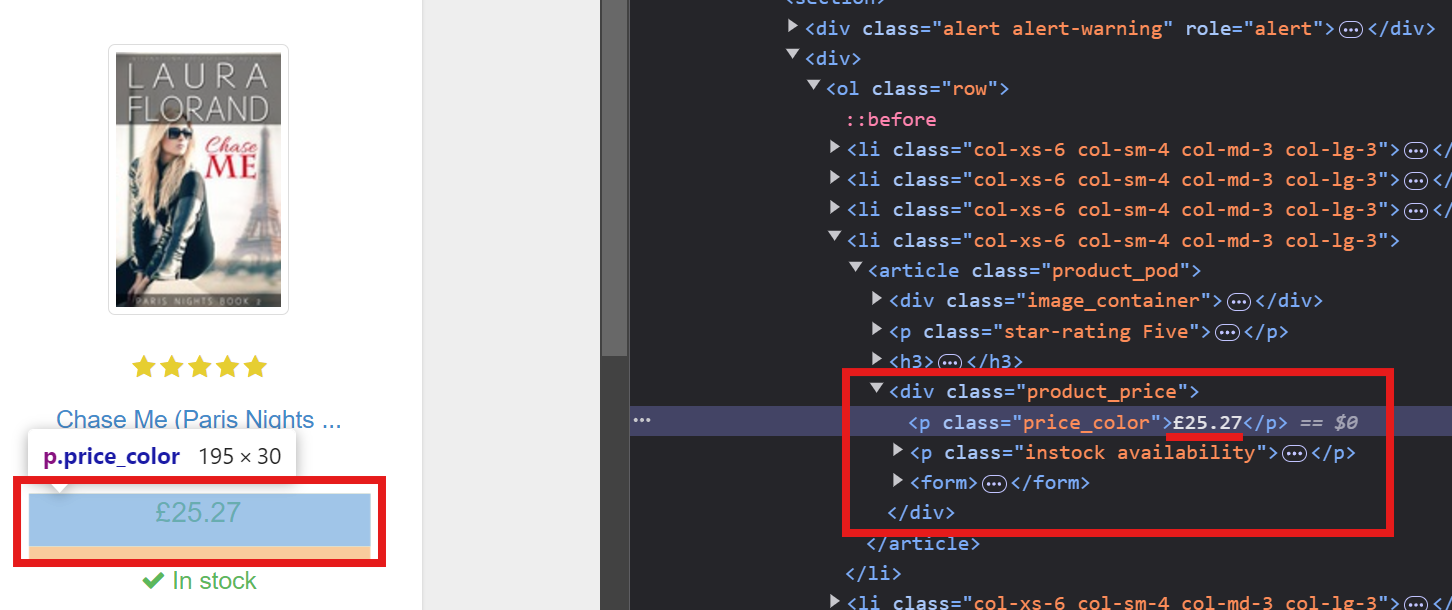 LAURA
FLORAND
Chase
ME
PARIS NIGHTS BOOK 2
Chase Me (Paris Nights ...
p.price_color 195 × 30
£25.27
In stock
<section>
<div class="alert alert-warning" role="alert">…</div>
<div>
<ol class="row">
::before
<li class="col-xs-6 col-sm-4 col-md-3 col-lg-3">…</
<li class="col-xs-6 col-sm-4 col-md-3 col-lg-3">…</
<li class="col-xs-6 col-sm-4 col-md-3 col-lg-3">…</
<li class="col-xs-6 col-sm-4 col-md-3 col-lg-3">
<article class="product_pod">
<div class="image_container">…</div>
<p class="star-rating Five">…</p>
<h3>…</h3>
<div class="product_price">
… <p class="price_color">£25.27</p> == $0
<p class="instock availability">…</p>
<form>…</form>
</div>
</article>
</li>
<li class="col-xs-6 col-sm-4 col-md-3 col-lg-3">…</